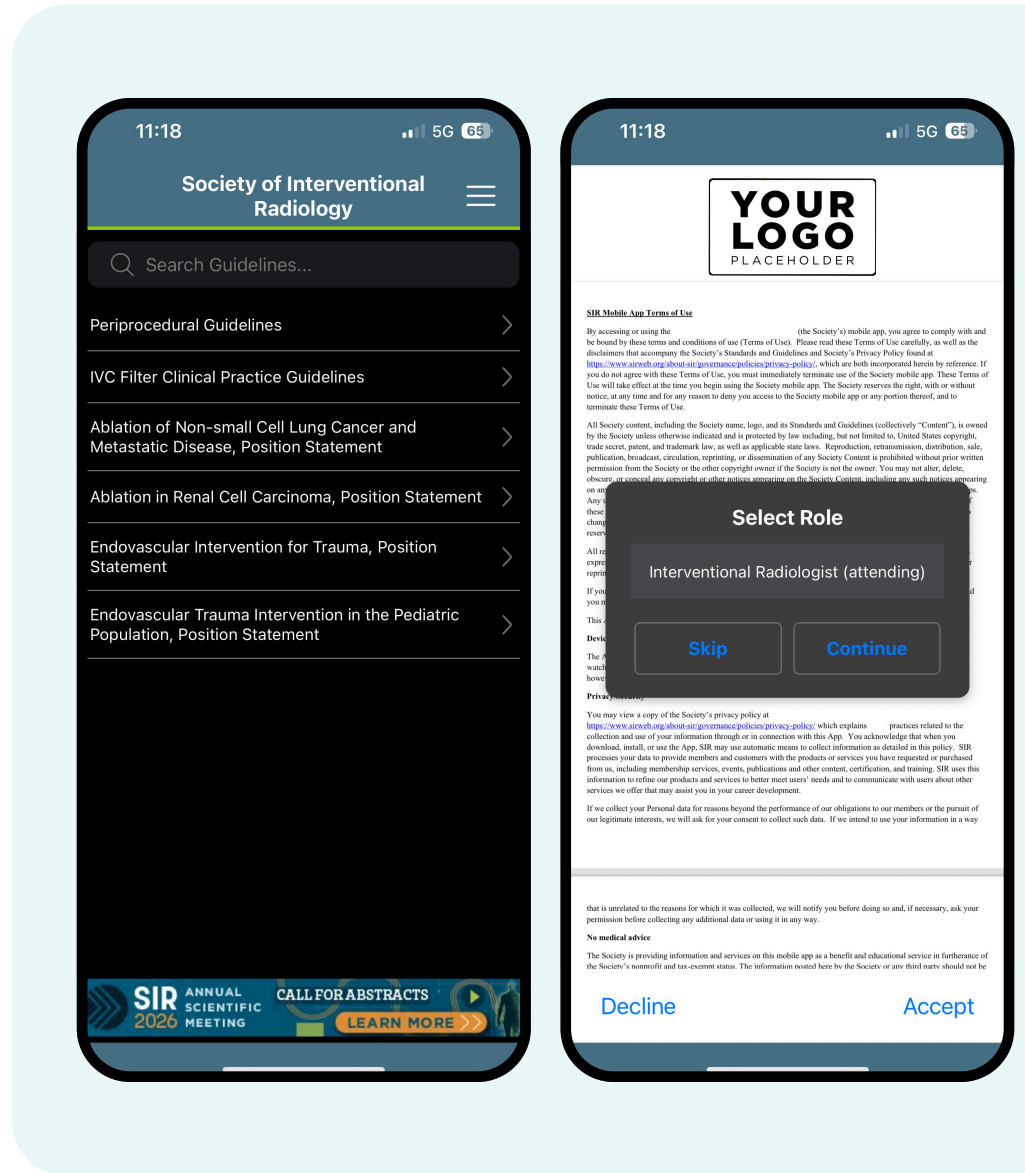 11:18
5G 65
Society of Interventional
Radiology
Search Guidelines...
Periprocedural Guidelines
IVC Filter Clinical Practice Guidelines
Ablation of Non-small Cell Lung Cancer and
Metastatic Disease, Position Statement
Ablation in Renal Cell Carcinoma, Position Statement
Endovascular Intervention for Trauma, Position
Statement
Endovascular Trauma Intervention in the Pediatric
Population, Position Statement
SIR
2026
ANNUAL
SCIENTIFIC
MEETING
CALL FOR ABSTRACTS
LEARN MORE
11:18
5G 65
YOUR
LOGO
PLACEHOLDER
SIR Mobile App Terms of Use
By accessing or using the (the Society's) mobile app, you agree to comply with and
be bound by these terms and conditions of use (Terms of Use). Please read these Terms of Use carefully, as well as the
disclaimers that accompany the Society's Standards and Guidelines and Society's Privacy Policy found at
https://www.sirweb.org/about-sir/governance/policies/privacy-policy/, which are both incorporated herein by reference. If
you do not agree with these Terms of Use, you must immediately terminate use of the Society mobile app. These Terms of
Use will take effect at the time you begin using the Society mobile app. The Society reserves the right, with or without
notice, at any time and for any reason to deny you access to the Society mobile app or any portion thereof, and to
terminate these Terms of Use.
All Society content, including the Society name, logo, and its Standards and Guidelines (collectively "Content"), is owned
by the Society unless otherwise indicated and is protected by law including, but not limited to, United States copyright,
trade secret, patent, and trademark law, as well as applicable state laws. Reproduction, retransmission, distribution, sale,
publication, broadcast, circulation, reprinting, or dissemination of any Society Content is prohibited without prior written
permission from the Society or the other copyright owner if the Society is not the owner. You may not alter, delete,
obscure, or conceal any copyright or other notices appearing on the Society Content, including any such notices appearing
on
Any
these
All
If you
This
The
Select Role
Interventional Radiologist (attending)
Skip
Continue
Privacy/Security
You may view a copy of the Society's privacy policy at
https://www.sirweb.org/about-sir/governance/policies/privacy-policy/ which explains practices related to the
collection and use of your information through or in connection with this App. You acknowledge that when you
download, install, or use the App, SIR may use automatic means to collect information as detailed in this policy. SIR
processes your data to provide members and customers with the products or services you have requested or purchased
from us, including membership services, events, publications and other content, certification, and training. SIR uses this
information to refine our products and services to better meet users' needs and to communicate with users about other
services we offer that may assist you in your career development.
If we collect your Personal data for reasons beyond the performance of our obligations to our members or the pursuit of
our legitimate interests, we will ask for your consent to collect such data. If we intend to use your information in a way
that is unrelated to the reasons for which it was collected, we will notify you before doing so and, if necessary, ask your
permission before collecting any additional data or using it in any way.
No medical advice
The Society is providing information and services on this mobile app as a benefit and educational service in furtherance of
the Society's nonprofit and tax-exempt status. The information posted here by the Society or any third party should not be
Decline
Accept